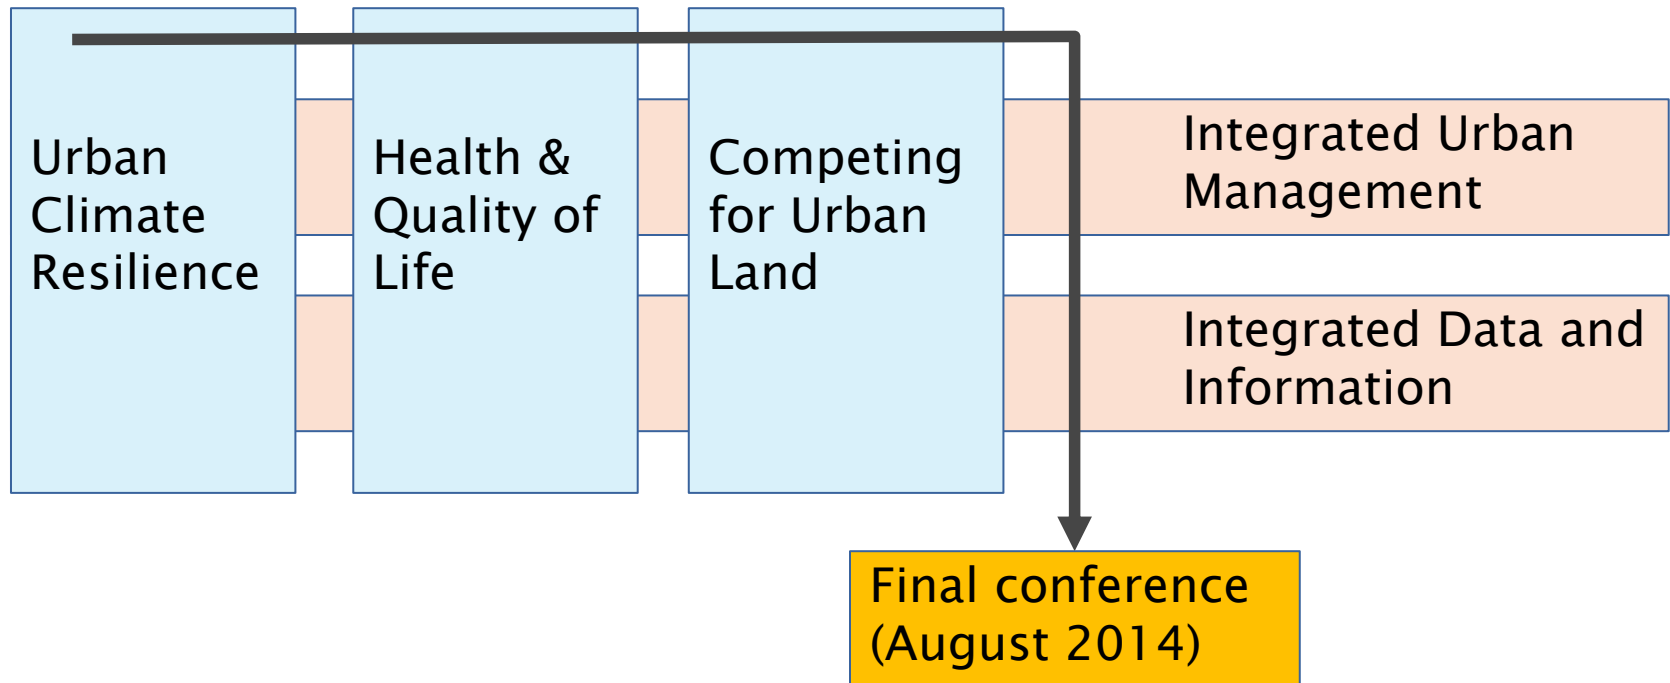 Urban
Climate
Resilience
Health &
Quality of
Life
Competing
for Urban
Land
Integrated Urban
Management
Integrated Data and
Information
Final conference
(August 2014)